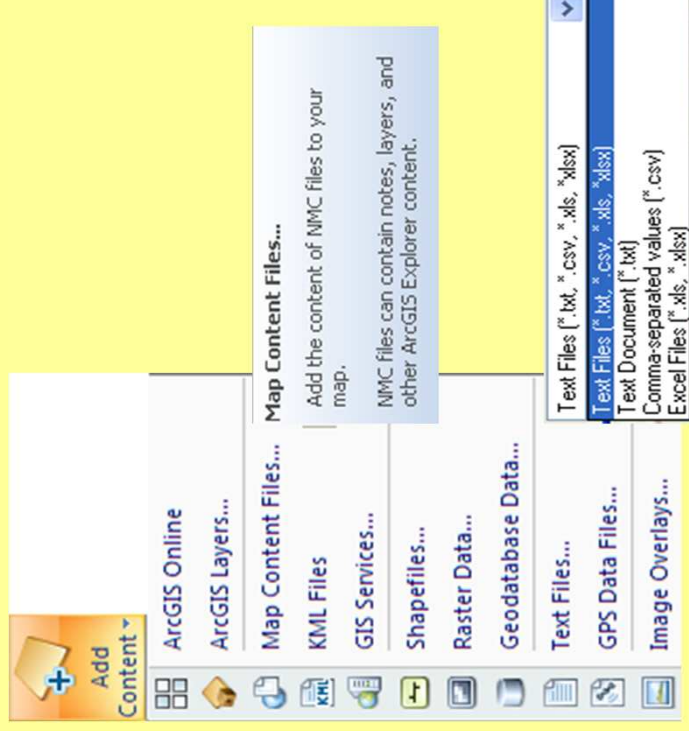 Add
Content
ArcGIS Online
ArcGIS Layers...
Map Content Files...
KML Files
GIS Services...
Shapefiles...
Raster Data...
Geodatabase Data...
Text Files...
GPS Data Files...
Image Overlays...
KML
Map Content Files...
Add the content of NMC files to your
map.
NMC files can contain notes, layers, and
other ArcGIS Explorer content.
Text Files (*.txt, *.csv, *.xls, *xlsx)
Text Files (*.txt, *.csv, *.xls, *xlsx)
Text Document (*.txt)
Comma-separated values (*.csv)
Excel Files (*.xls, *.xlsx)